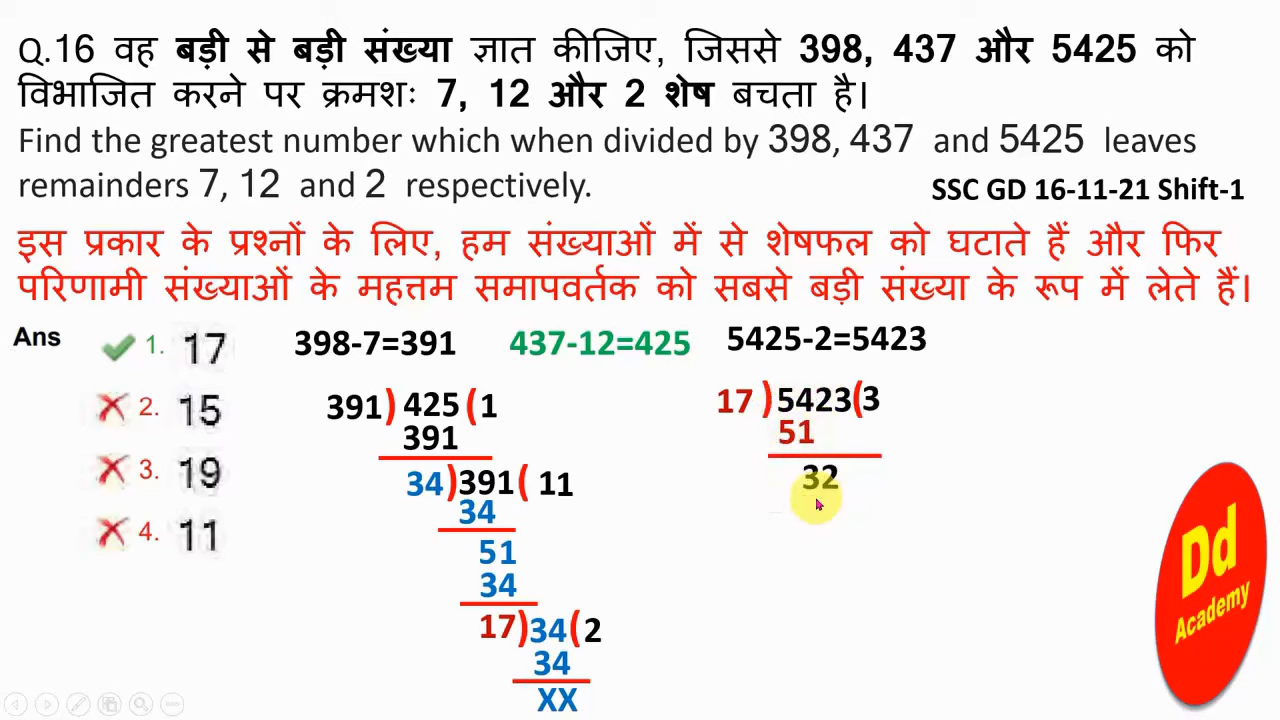 Q.16 वह बड़ी से बड़ी संख्या ज्ञात कीजिए, जिससे 398, 437 और 5425 को
विभाजित करने पर क्रमशः 7, 12 और 2 शेष बचता है।
Find the greatest number which when divided by 398, 437 and 5425 leaves
remainders 7, 12 and 2 respectively.
SSC GD 16-11-21 Shift-1
इस प्रकार के प्रश्नों के लिए, हम संख्याओं में से शेषफल को घटाते हैं और फिर
परिणामी संख्याओं के महत्तम समापवर्तक को सबसे बड़ी संख्या के रूप में लेते हैं।
Ans
1. 17
2. 15
3. 19
4. 11
398-7=391
437-12=425
5425-2=5423
391) 425 (1
391
34)391( 11
34
51
34
17)34(2
34
XX
17 )5423(3
51
32
Dd
Academy